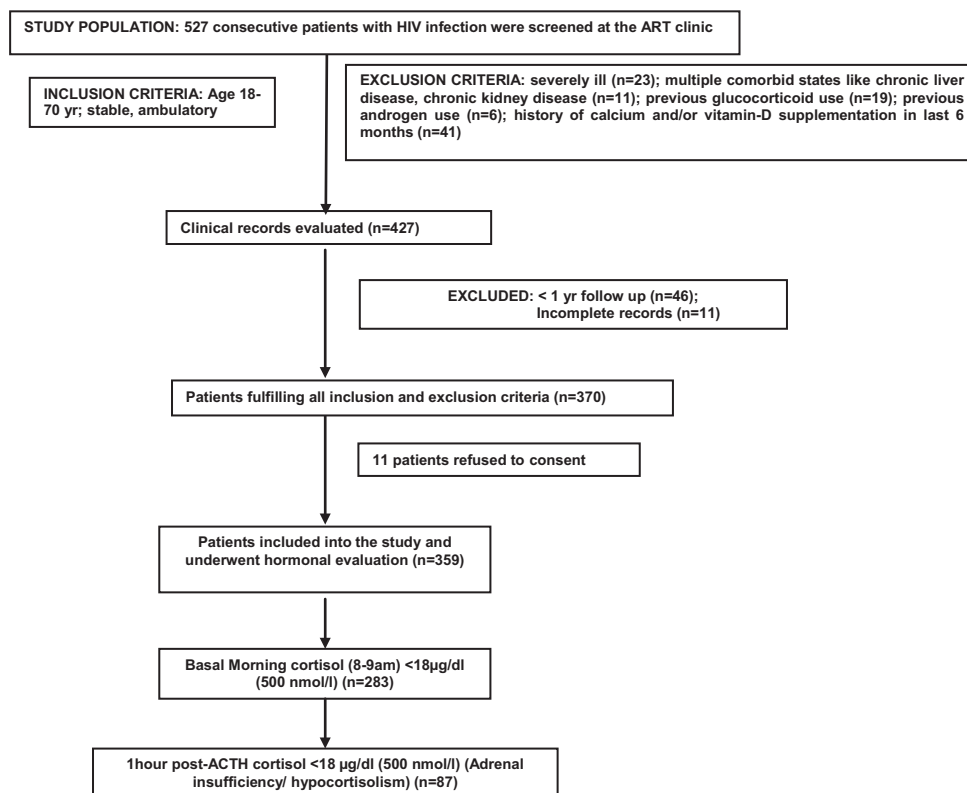 STUDY POPULATION: 527 consecutive patients with HIV infection were screened at the ART clinic
INCLUSION CRITERIA: Age 18-
70 yr; stable, ambulatory
EXCLUSION CRITERIA: severely ill (n=23); multiple comorbid states like chronic liver
disease, chronic kidney disease (n=11); previous glucocorticoid use (n=19); previous
androgen use (n=6); history of calcium and/or vitamin-D supplementation in last 6
months (n=41)
Clinical records evaluated (n=427)
EXCLUDED: < 1 yr follow up (n=46);
Incomplete records (n=11)
Patients fulfilling all inclusion and exclusion criteria (n=370)
11 patients refused to consent
Patients included into the study and
underwent hormonal evaluation (n=359)
Basal Morning cortisol (8-9am) <18µg/dl
(500 nmol/l) (n=283)
1hour post-ACTH cortisol <18 µg/dl (500 nmol/l) (Adrenal
insufficiency/ hypocortisolism) (n=87)